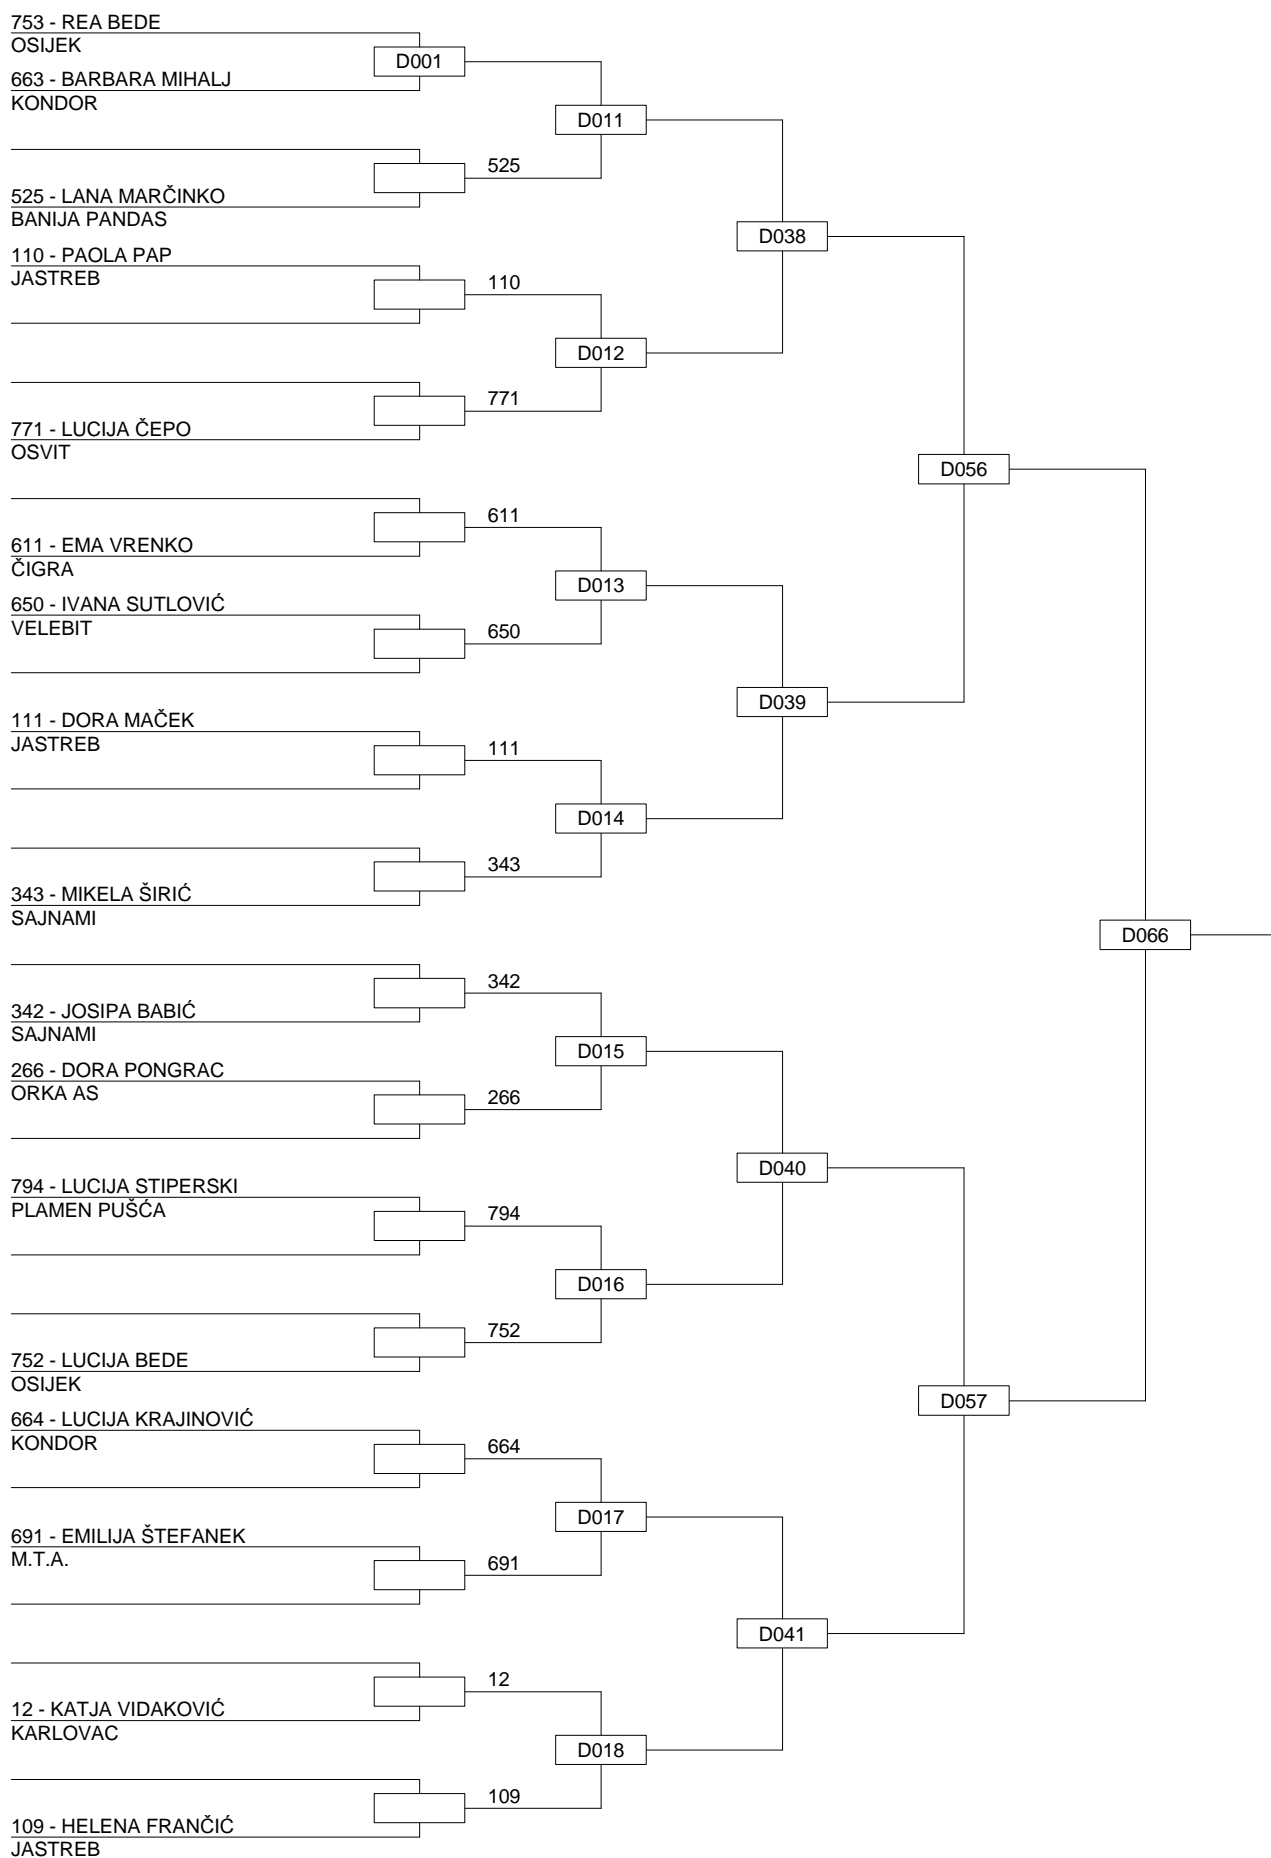 753 - REA BEDE
OSIJEK
D001
663 - BARBARA MIHALJ
KONDOR
D011
525
525 - LANA MARČINKO
BANIJA PANDAS
D038
110 - PAOLA PAP
JASTREB
110
D012
771
771 - LUCIJA ČEPO
OSVIT
D056
611
611 - EMA VRENKO
ČIGRA
D013
650 - IVANA SUTLOVIĆ
VELEBIT
650
D039
111 - DORA MAČEK
JASTREB
111
D014
343
343 - MIKELA ŠIRIĆ
SAJNAMI
D066
342
342 - JOSIPA BABIĆ
SAJNAMI
D015
266 - DORA PONGRAC
ORKA AS
266
D040
794 - LUCIJA STIPERSKI
PLAMEN PUŠĆA
794
D016
752
752 - LUCIJA BEDE
OSIJEK
D057
664 - LUCIJA KRAJINOVIĆ
KONDOR
664
D017
691 - EMILIJA ŠTEFANEK
M.T.A.
691
D041
12
12 - KATJA VIDAKOVIĆ
KARLOVAC
D018
109
109 - HELENA FRANČIĆ
JASTREB